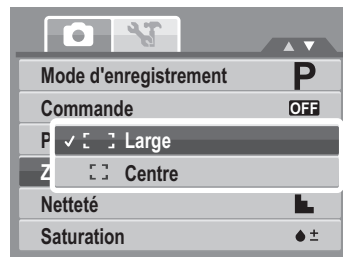 Mode d'enregistrement P
Commande OFF
P
✓ Large
Z
Centre
Netteté
Saturation ±